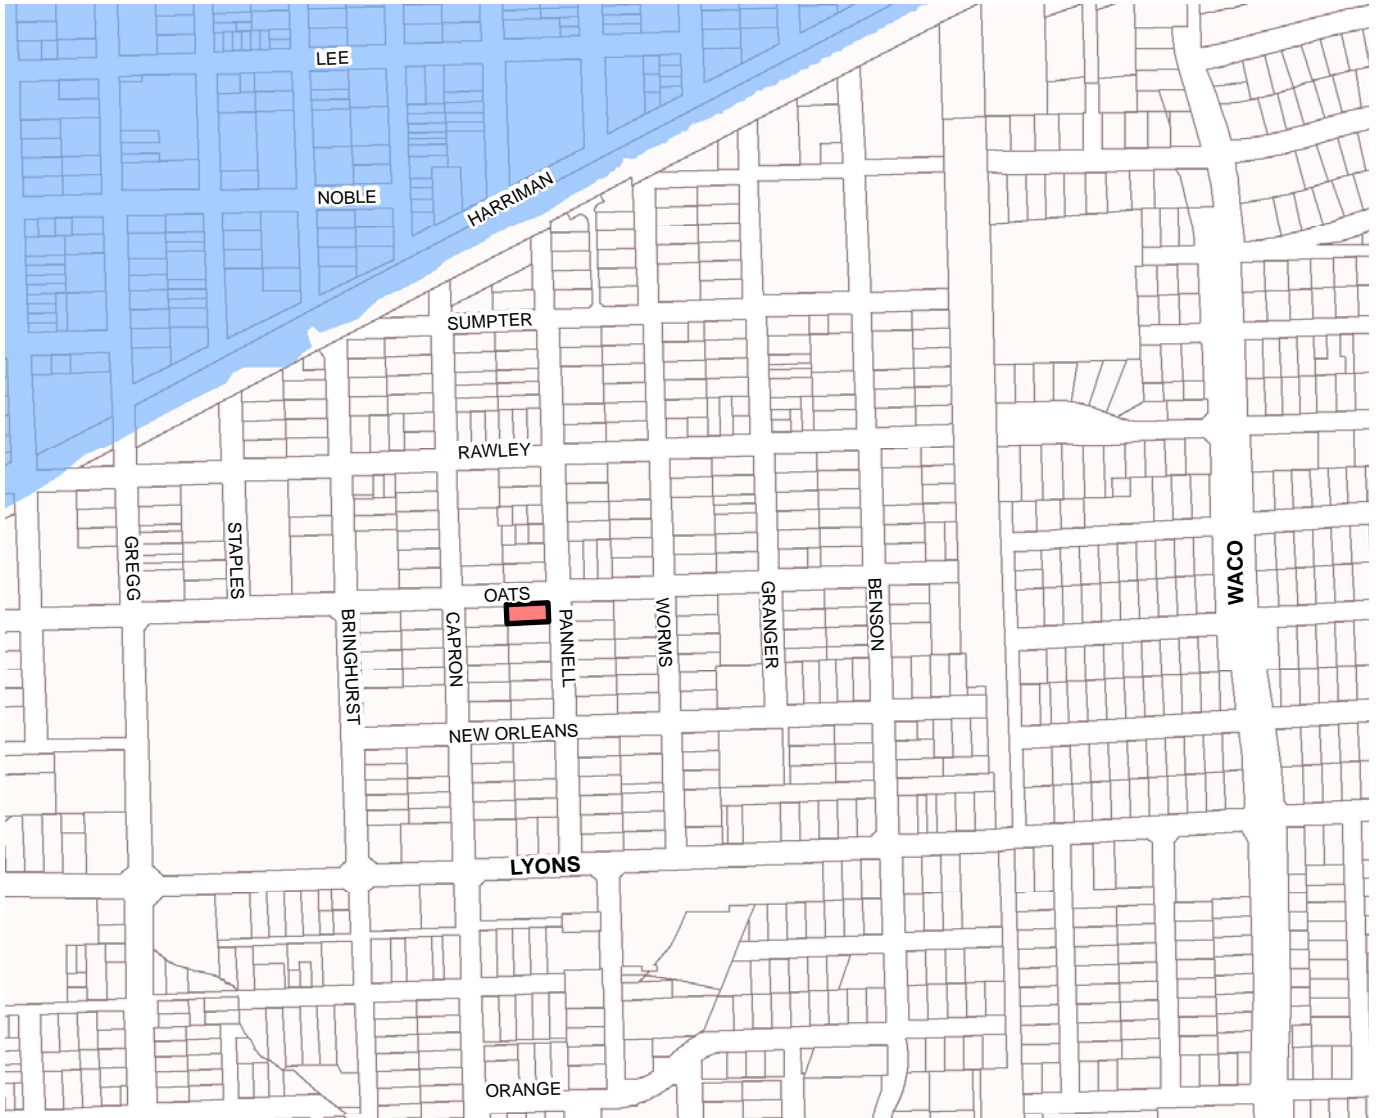 LEE
NOBLE
HARRIMAN
SUMPTER
RAWLEY
GREGG
STAPLES
OATS
WACO
BRINGHURST
CAPRON
PANNELL
WORMS
GRANGER
BENSON
NEW ORLEANS
LYONS
ORANGE